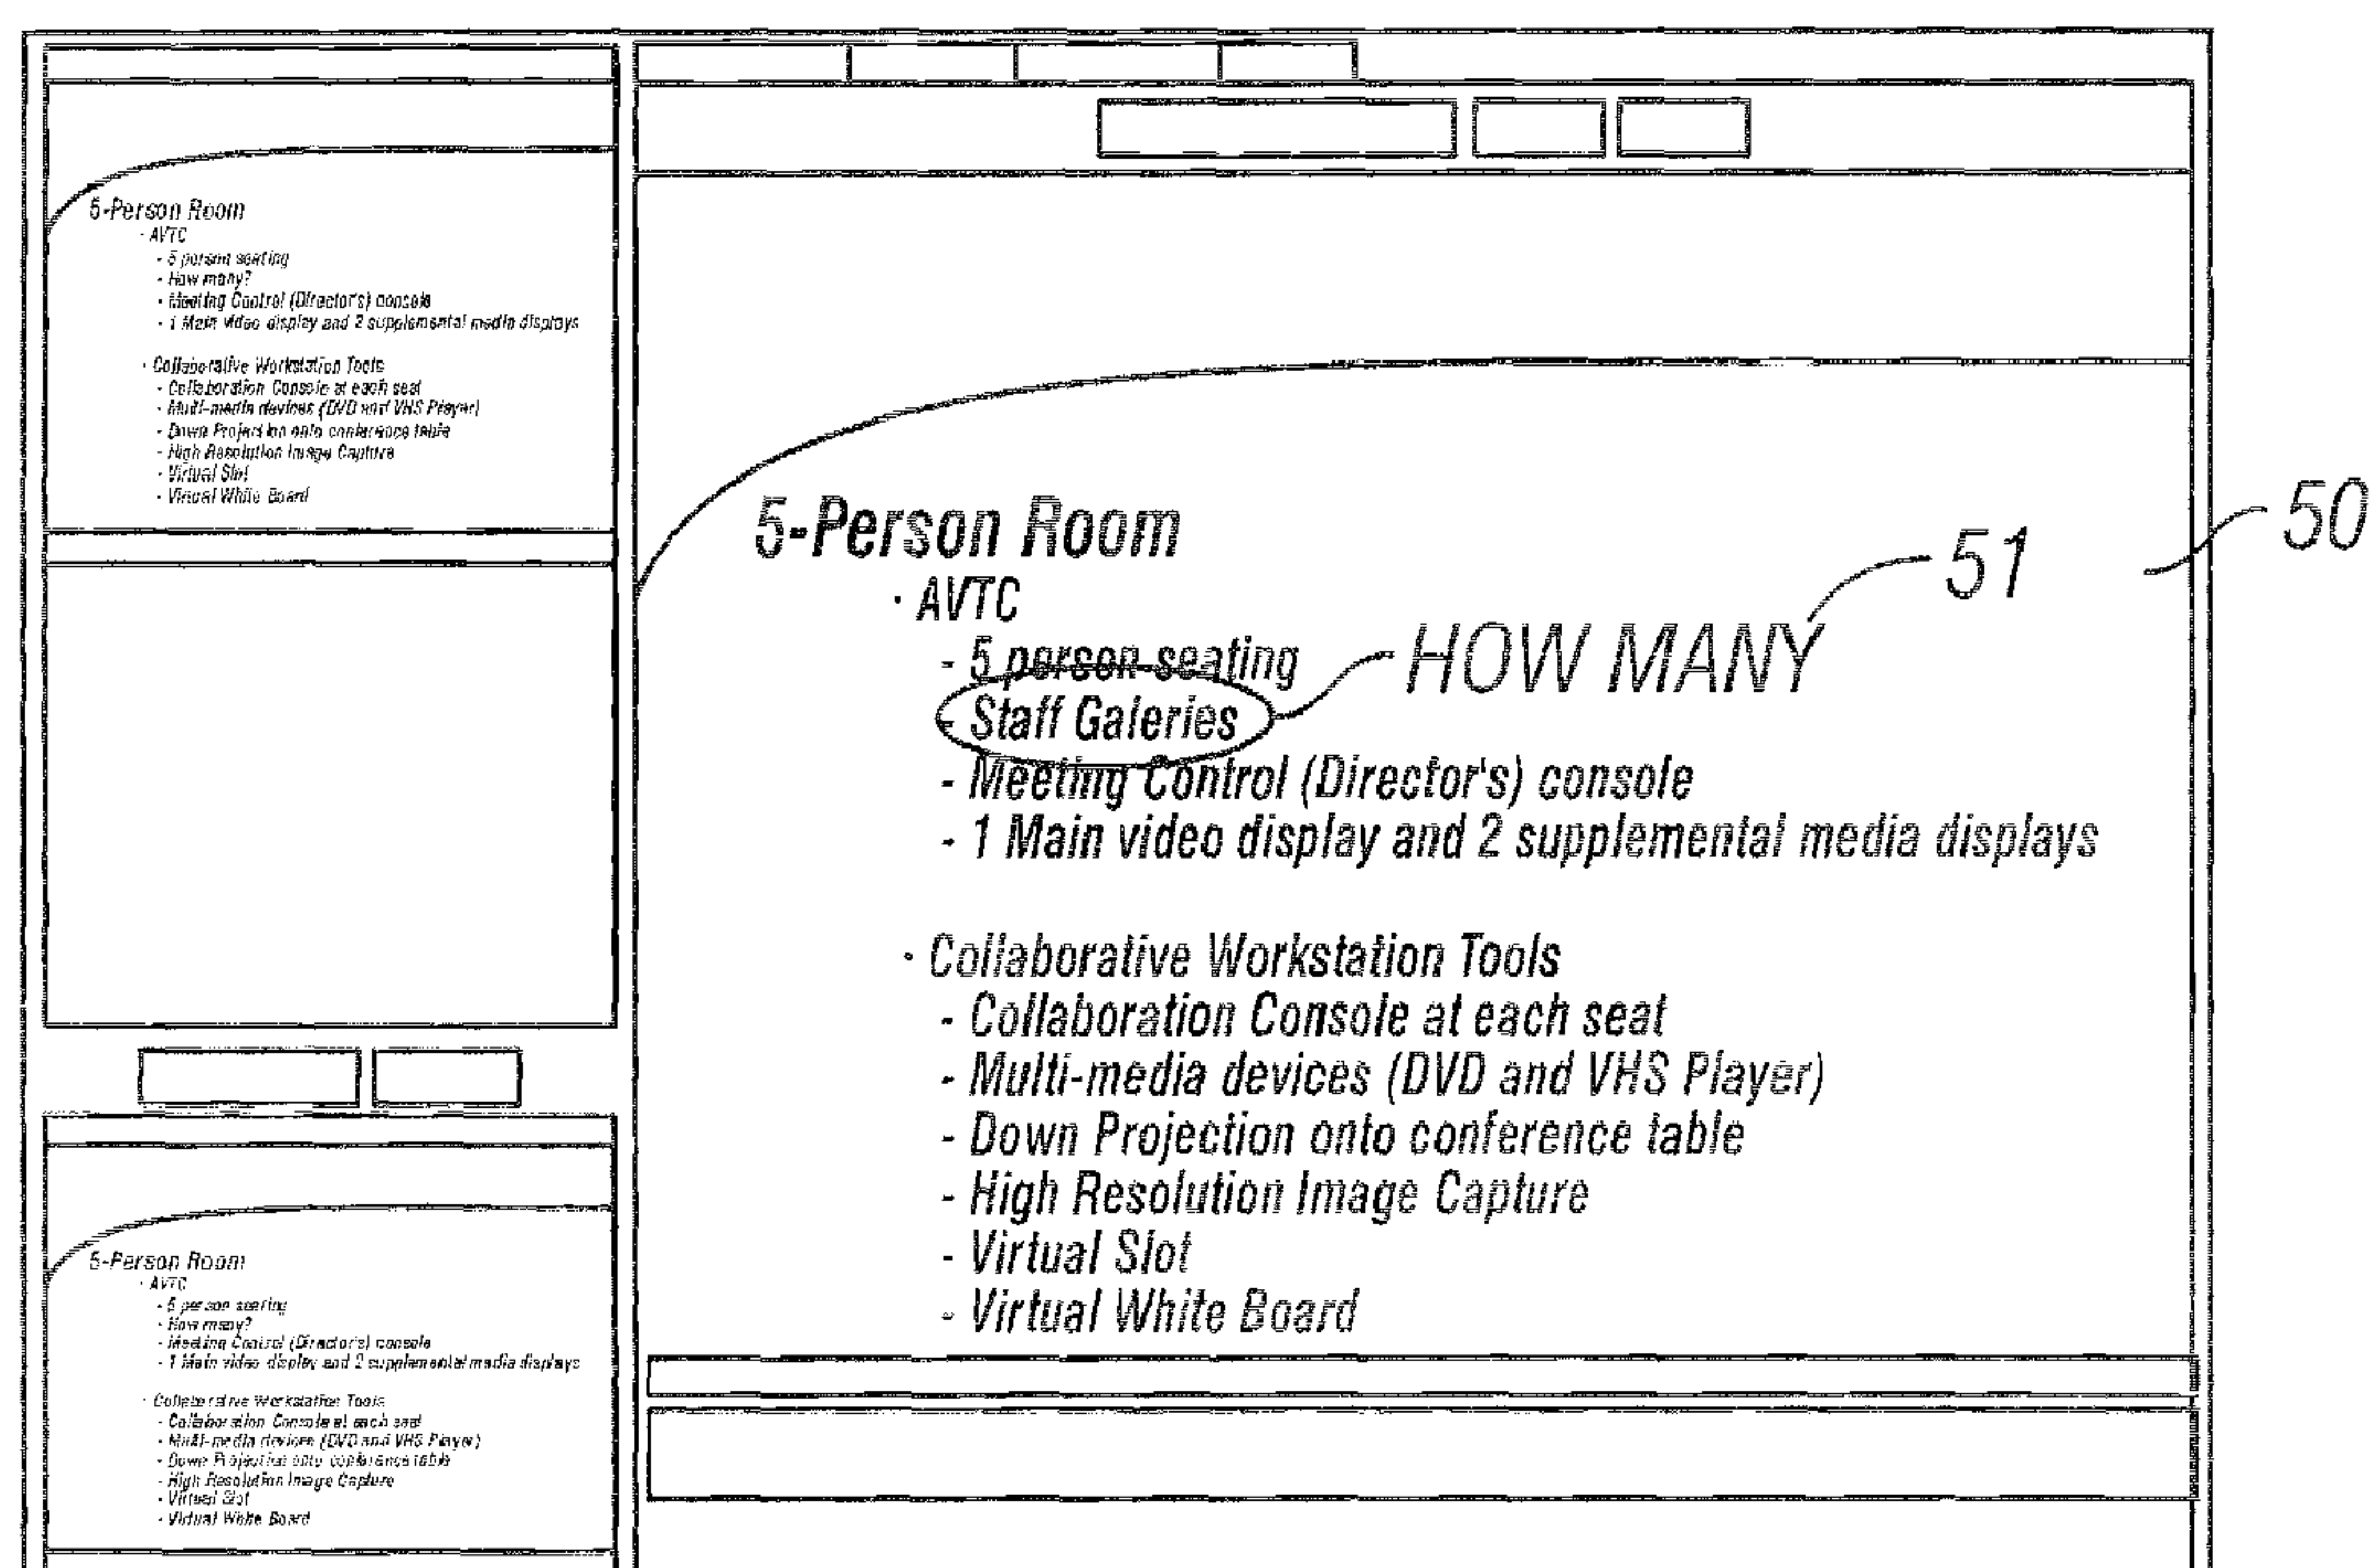 5-Person Room
· AVTC
- 5 person seating
- How many?
- Meeting Control (Director's) console
- 1 Main video display and 2 supplemental media displays
· Collaborative Workstation Tools
- Collaboration Console at each seat
- Multi-media devices (DVD and VHS Player)
- Down Projection onto conference table
- High Resolution Image Capture
- Virtual Slot
- Virtual White Board
5-Person Room
· AVTC
- 5 person seating
- How many?
- Meeting Control (Director's) console
- 1 Main video display and 2 supplemental media displays
· Collaborative Workstation Tools
- Collaboration Console at each seat
- Multi-media devices (DVD and VHS Player)
- Down Projection onto conference table
- High Resolution Image Capture
- Virtual Slot
- Virtual White Board
5-Person Room
· AVTC
- 5 person seating
- Staff Galeries
- Meeting Control (Director's) console
- 1 Main video display and 2 supplemental media displays
· Collaborative Workstation Tools
- Collaboration Console at each seat
- Multi-media devices (DVD and VHS Player)
- Down Projection onto conference table
- High Resolution Image Capture
- Virtual Slot
- Virtual White Board
HOW MANY
51
50